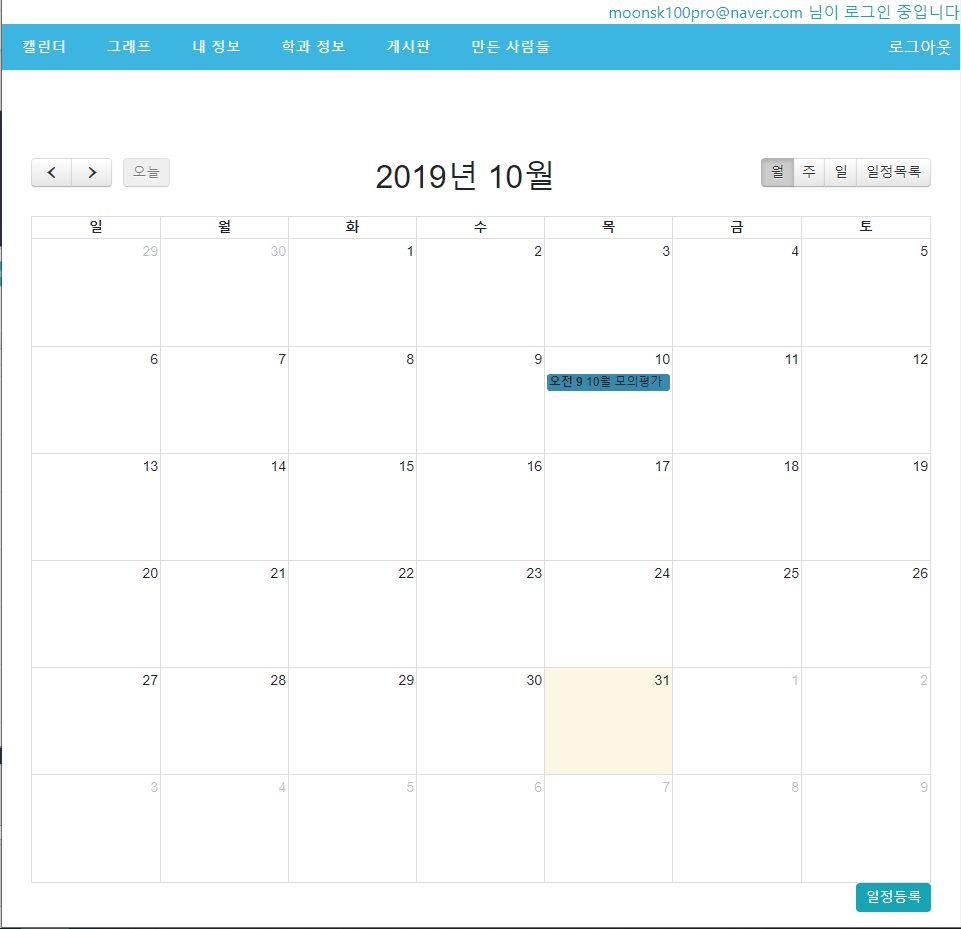 moonsk100pro@naver.com 님이 로그인 중입니다
캘린더 그래프 내 정보 학과 정보 게시판 만든 사람들 로그아웃
오늘 2019년 10월 월 주 일 일정목록
일 월 화 수 목 금 토
29 30 1 2 3 4 5
6 7 8 9 10 11 12
오전 9 10월 모의평가
13 14 15 16 17 18 19
20 21 22 23 24 25 26
27 28 29 30 31 1 2
3 4 5 6 7 8 9
일정등록